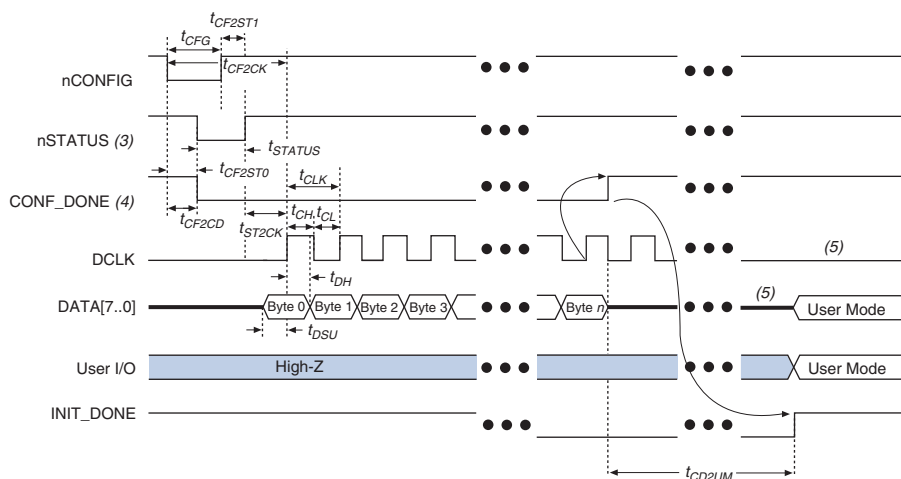 tCF2ST1
tCFG
tCF2CK
nCONFIG
nSTATUS (3)
tSTATUS
tCF2ST0
tCLK
CONF_DONE (4)
tCF2CD
tST2CK
tCH
tCL
DCLK
(5)
tDH
DATA[7..0]
Byte 0
Byte 1
Byte 2
Byte 3
Byte n
(5)
User Mode
tDSU
User I/O
High-Z
User Mode
INIT_DONE
tCD2UM